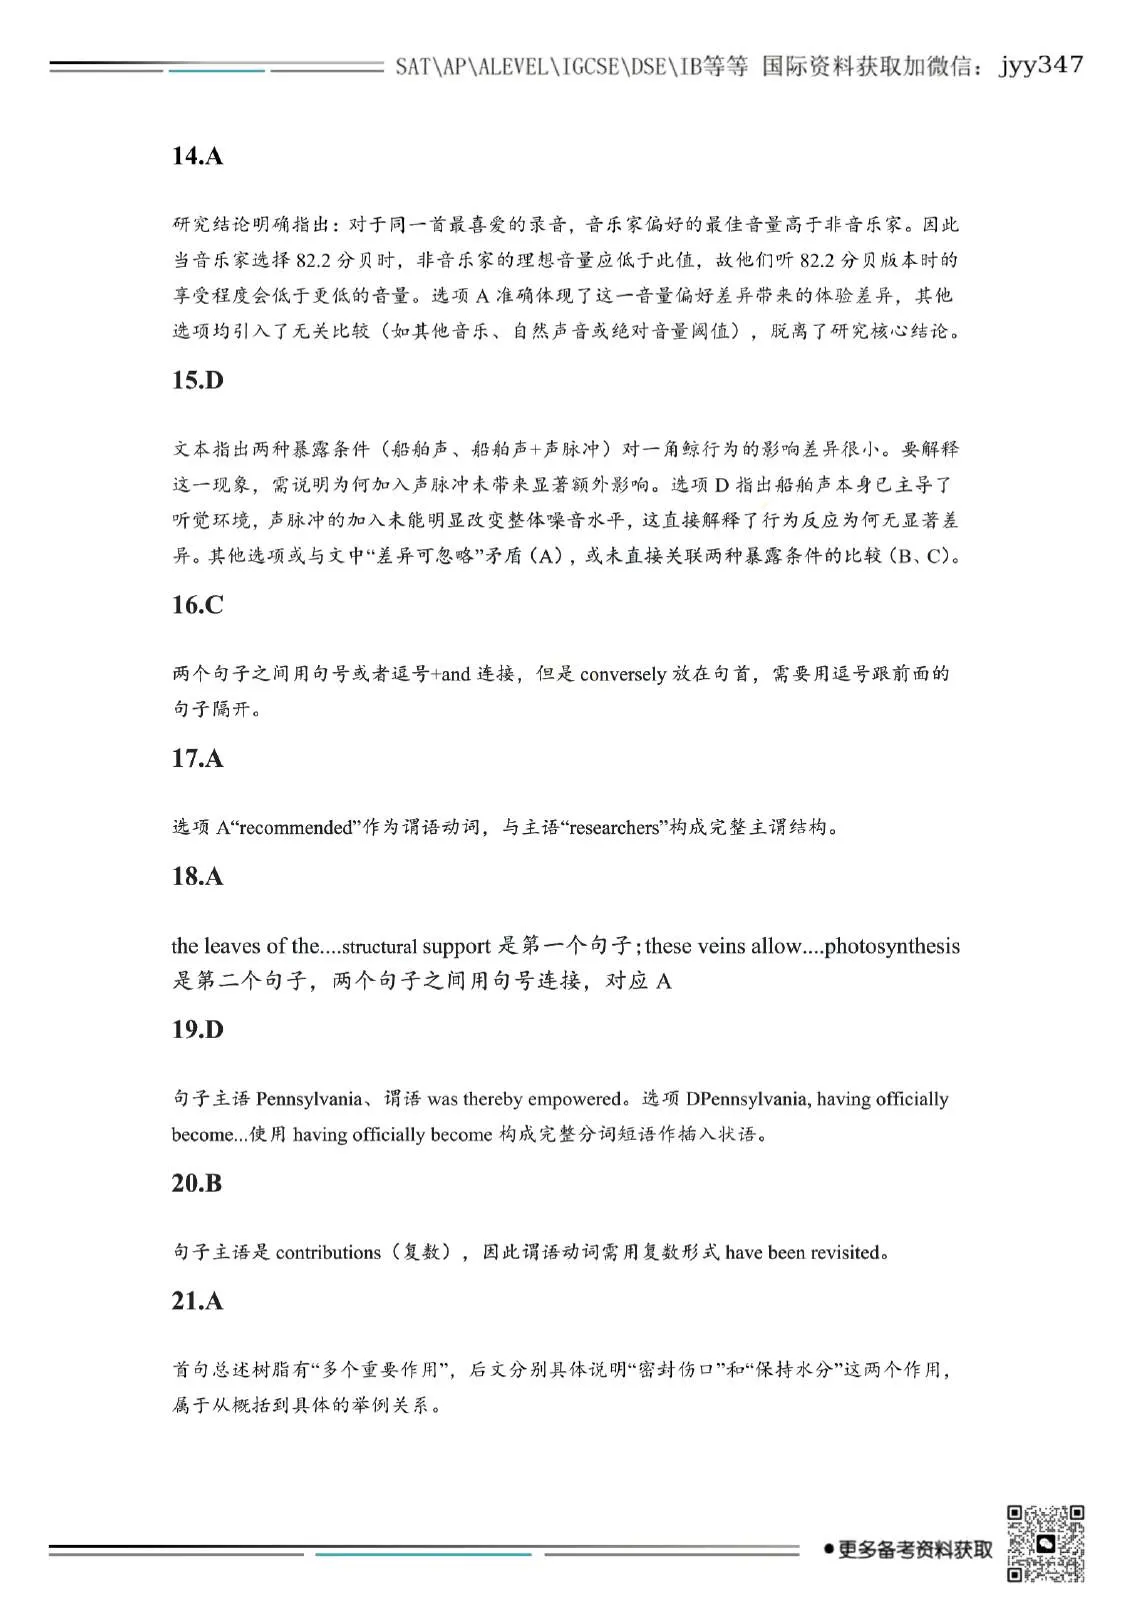 SAT\AP\ALEVEL\IGCSE\DSE\IB等等 国际资料获取加微信：jyy347
14.A
研究结论明确指出：对于同一首最喜爱的录音，音乐家偏好的最佳音量高于非音乐家。因此
当音乐家选择 82.2 分贝时，非音乐家的理想音量应低于此值，故他们听 82.2 分贝版本时的
享受程度会低于更低的音量。选项 A 准确体现了这一音量偏好差异带来的体验差异，其他
选项均引入了无关比较（如其他音乐、自然声音或绝对音量阈值），脱离了研究核心结论。
15.D
文本指出两种暴露条件（船舶声、船舶声+声脉冲）对一角鲸行为的影响差异很小。要解释
这一现象，需说明为何加入声脉冲未带来显著额外影响。选项 D 指出船舶声本身已主导了
听觉环境，声脉冲的加入未能明显改变整体噪音水平，这直接解释了行为反应为何无显著差
异。其他选项或与文中“差异可忽略”矛盾（A），或未直接关联两种暴露条件的比较（B、C）。
16.C
两个句子之间用句号或者逗号+and 连接，但是 conversely 放在句首，需要用逗号跟前面的
句子隔开。
17.A
选项 A“recommended”作为谓语动词，与主语“researchers”构成完整主谓结构。
18.A
the leaves of the....structural support 是第一个句子；these veins allow....photosynthesis
是第二个句子，两个句子之间用句号连接，对应 A
19.D
句子主语 Pennsylvania、谓语 was thereby empowered。选项 DPennsylvania, having officially
become...使用 having officially become 构成完整分词短语作插入状语。
20.B
句子主语是 contributions（复数），因此谓语动词需用复数形式 have been revisited。
21.A
首句总述树脂有“多个重要作用”，后文分别具体说明“密封伤口”和“保持水分”这两个作用，
属于从概括到具体的举例关系。
●更多备考资料获取